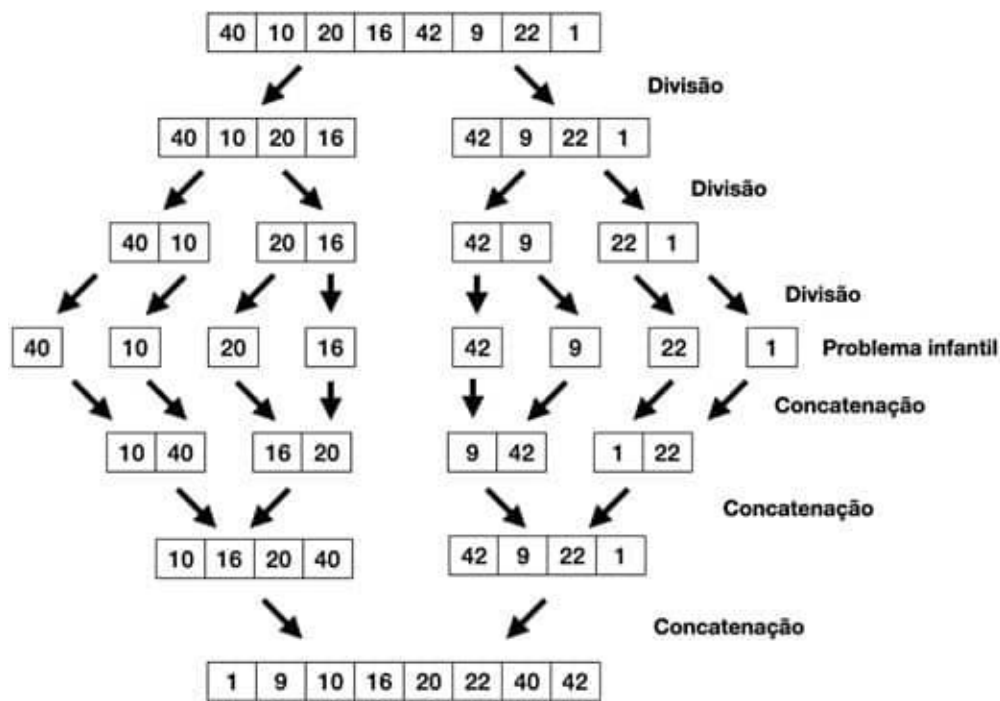 40 10 20 16 42 9 22 1
Divisão
40 10 20 16 42 9 22 1
Divisão
40 10 20 16 42 9 22 1
Divisão
40 10 20 16 42 9 22 1 Problema infantil
Concatenação
10 40 16 20 9 42 1 22
Concatenação
10 16 20 40 42 9 22 1
Concatenação
1 9 10 16 20 22 40 42